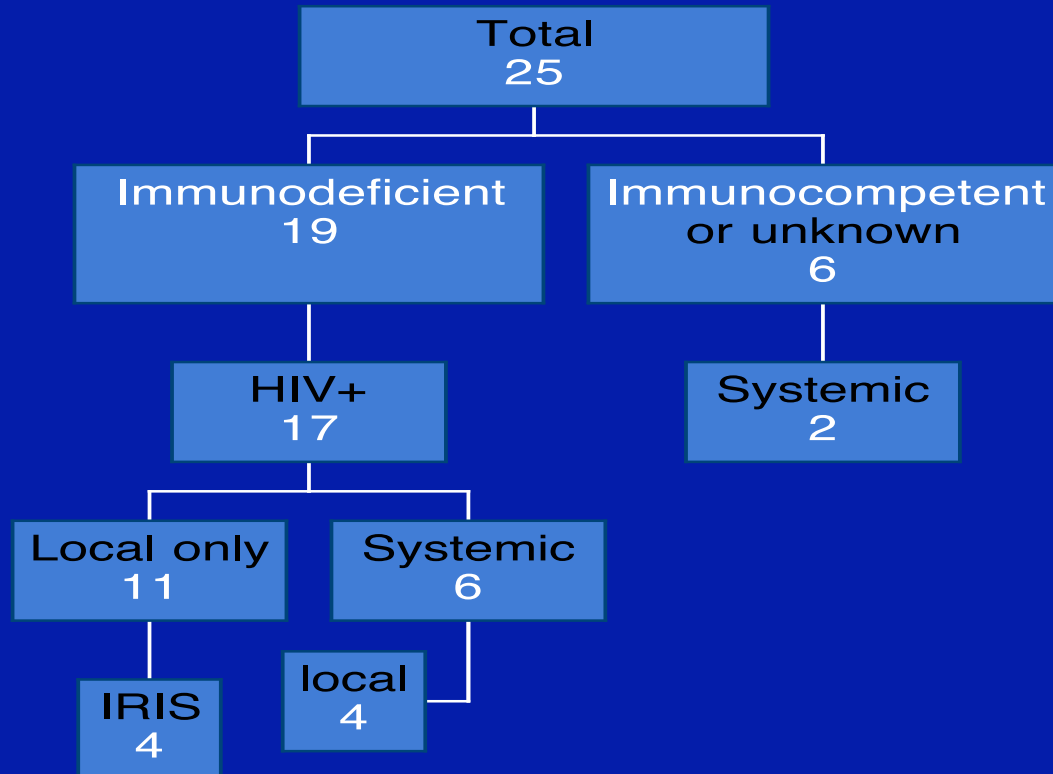 Total
25
Immunodeficient
19
Immunocompetent
or unknown
6
HIV+
17
Systemic
2
Local only
11
Systemic
6
IRIS
4
local
4